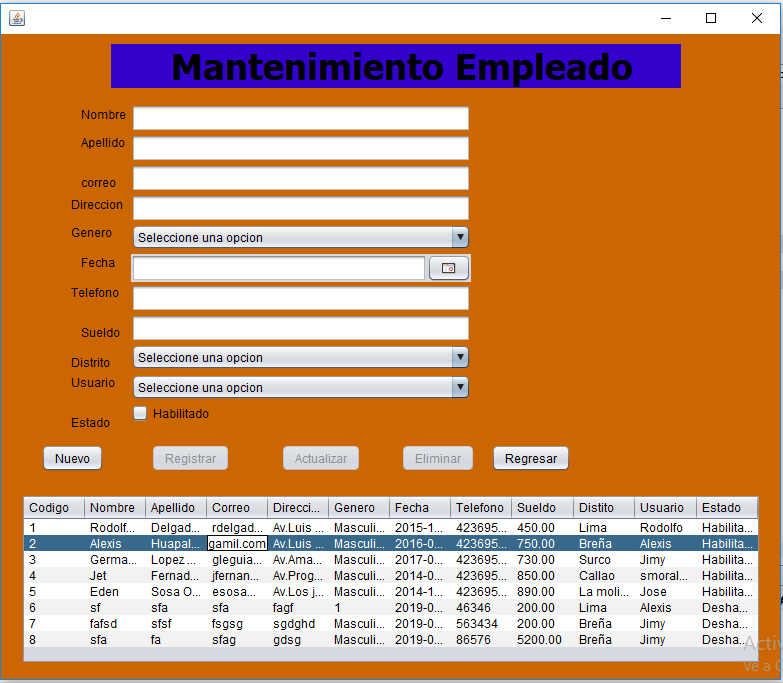 Mantenimiento Empleado
Nombre
Apellido
correo
Direccion
Genero Seleccione una opcion
Fecha
Telefono
Sueldo
Distrito Seleccione una opcion
Usuario Seleccione una opcion
Estado Habilitado
Nuevo Registrar Actualizar Eliminar Regresar
Codigo Nombre Apellido Correo Direcci... Genero Fecha Telefono Sueldo Distito Usuario Estado
1 Rodolf... Delgad... rdelgad... Av.Luis ... Masculi... 2015-1... 423695... 450.00 Lima Rodolfo Habilita...
2 Alexis Huapal... gamil.com Av.Luis ... Masculi... 2016-0... 423695... 750.00 Breña Alexis Habilita...
3 Germa... Lopez ... gleguia... Av.Ama... Masculi... 2017-0... 423695... 730.00 Surco Jimy Habilita...
4 Jet Fernad... jfernan... Av.Prog... Masculi... 2014-0... 423695... 850.00 Callao smoral... Habilita...
5 Eden Sosa O... esosa... Av.Los j... Masculi... 2014-1... 423695... 890.00 La moli... Jose Habilita...
6 sf sfa sfa fagf 1 2019-0... 46346 200.00 Lima Alexis Desha...
7 fafsd sfsf fsgsg sgdghd Masculi... 2019-0... 563434 200.00 Breña Jimy Desha...
8 sfa fa sfag gdsg Masculi... 2019-0... 86576 5200.00 Breña Jimy Desha...
Activ
Ve a C